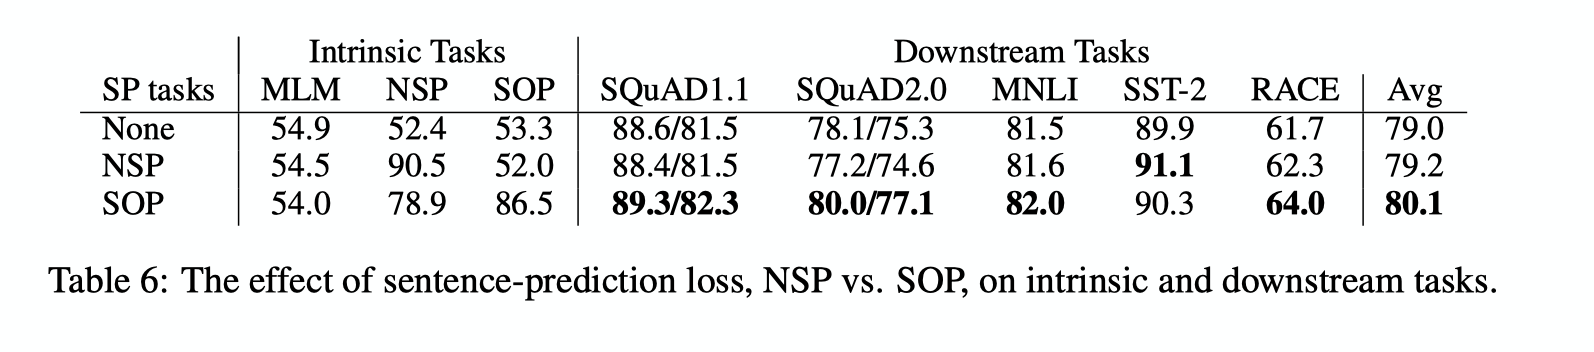 Intrinsic Tasks Downstream Tasks
SP tasks MLM NSP SOP SQuAD1.1 SQuAD2.0 MNLI SST-2 RACE Avg
None 54.9 52.4 53.3 88.6/81.5 78.1/75.3 81.5 89.9 61.7 79.0
NSP 54.5 90.5 52.0 88.4/81.5 77.2/74.6 81.6 91.1 62.3 79.2
SOP 54.0 78.9 86.5 89.3/82.3 80.0/77.1 82.0 90.3 64.0 80.1
Table 6: The effect of sentence-prediction loss, NSP vs. SOP, on intrinsic and downstream tasks.